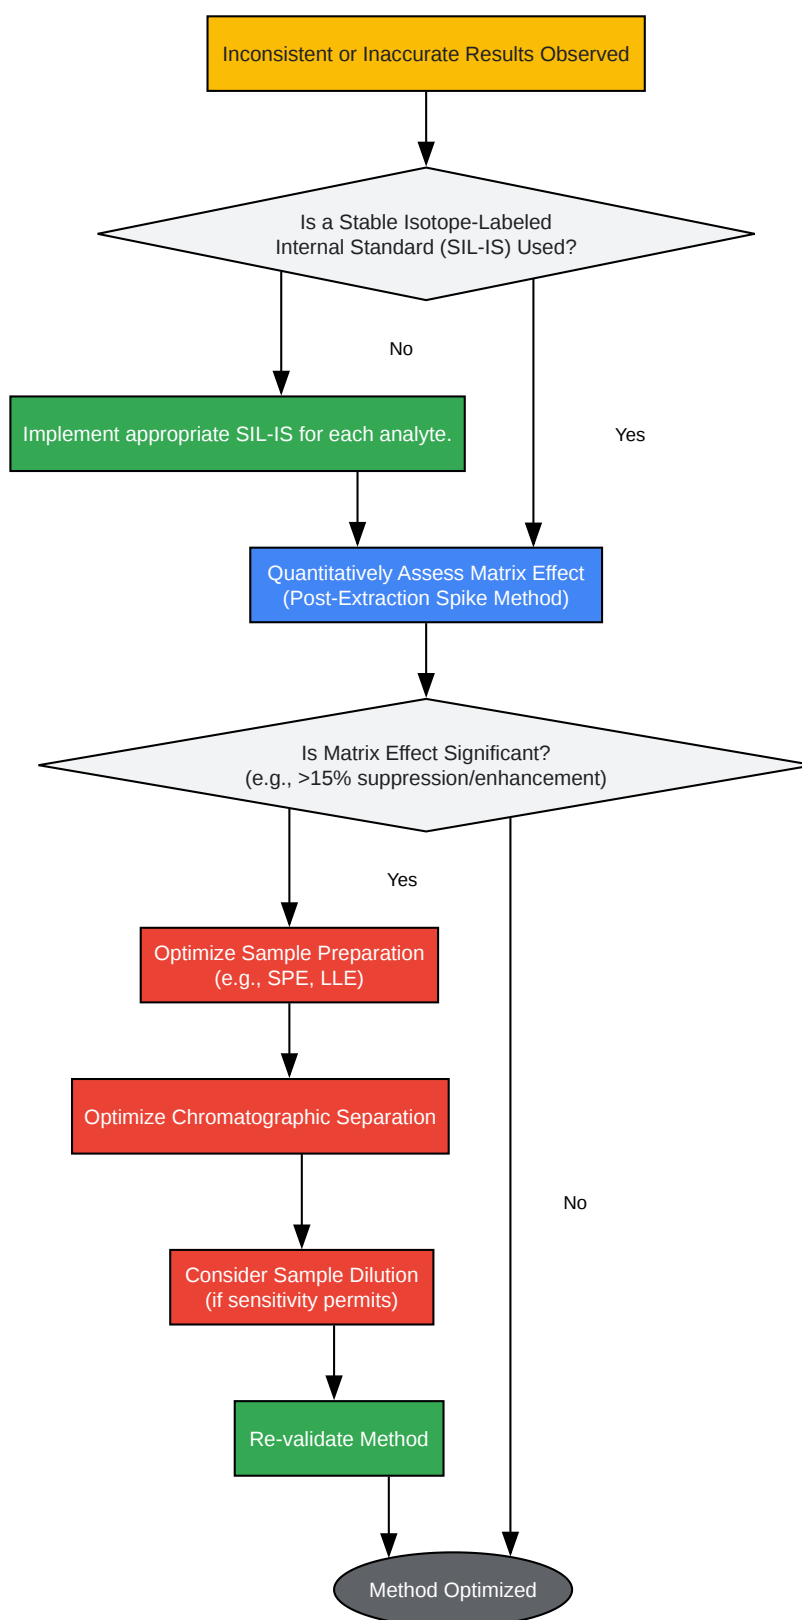 Inconsistent or Inaccurate Results Observed
Is a Stable Isotope-Labeled
Internal Standard (SIL-IS) Used?
No
Implement appropriate SIL-IS for each analyte.
Yes
Quantitatively Assess Matrix Effect
(Post-Extraction Spike Method)
Is Matrix Effect Significant?
(e.g., >15% suppression/enhancement)
Yes
Optimize Sample Preparation
(e.g., SPE, LLE)
Optimize Chromatographic Separation
No
Consider Sample Dilution
(if sensitivity permits)
Re-validate Method
Method Optimized